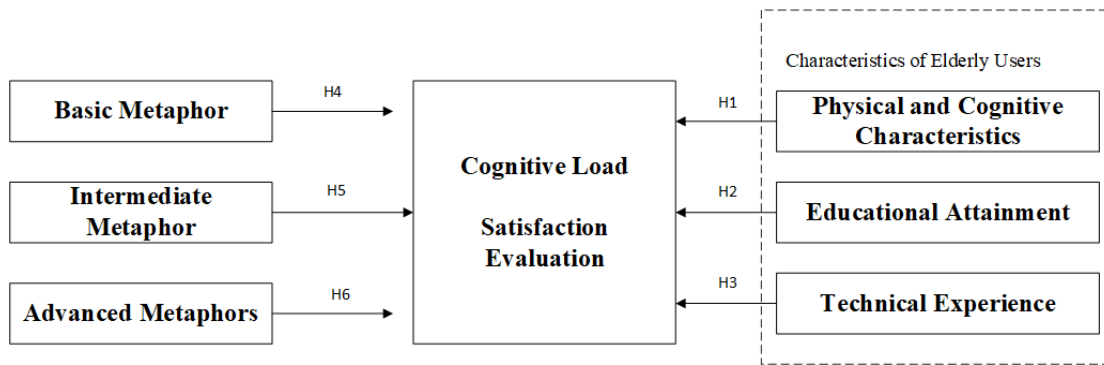 Characteristics of Elderly Users
Basic Metaphor
H4
Intermediate
Metaphor
H5
Advanced Metaphors
H6
Cognitive Load
Satisfaction
Evaluation
H1
Physical and Cognitive
Characteristics
H2
Educational Attainment
H3
Technical Experience